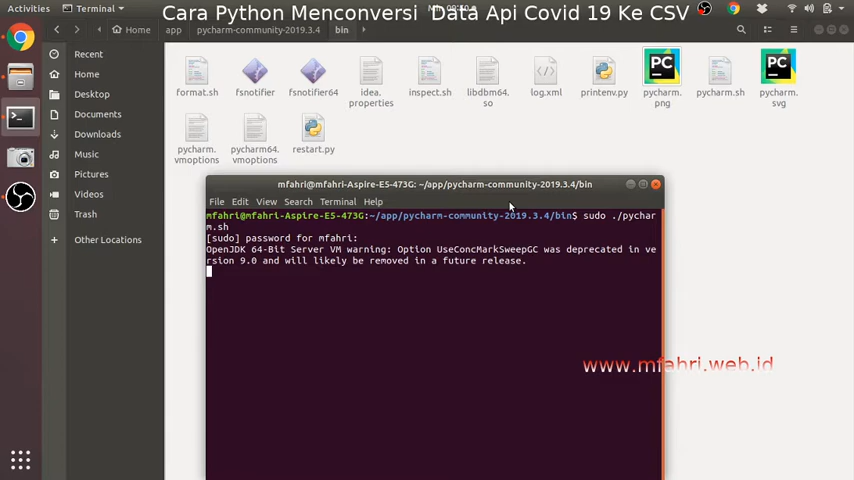 Cara Python Menconversi Data Api Covid 19 Ke CSV
Activities Terminal
Home app pycharm-community-2019.3.4 bin
Recent
Home
Desktop
Documents
Downloads
Music
Pictures
Videos
Trash
Other Locations
format.sh fsnotifier fsnotifier64 idea.properties inspect.sh libdbm64.so log.xml printenv.py pycharm.png pycharm.sh pycharm.svg
pycharm.vmoptions pycharm64.vmoptions restart.py
PC PC
mfahri@mfahri-Aspire-E5-473G: ~/app/pycharm-community-2019.3.4/bin
File Edit View Search Terminal Help
mfahri@mfahri-Aspire-E5-473G:~/app/pycharm-community-2019.3.4/bin$ sudo ./pychar
m.sh
[sudo] password for mfahri:
OpenJDK 64-Bit Server VM warning: Option UseConcMarkSweepGC was deprecated in ve
rsion 9.0 and will likely be removed in a future release.
www.mfahri.web.id